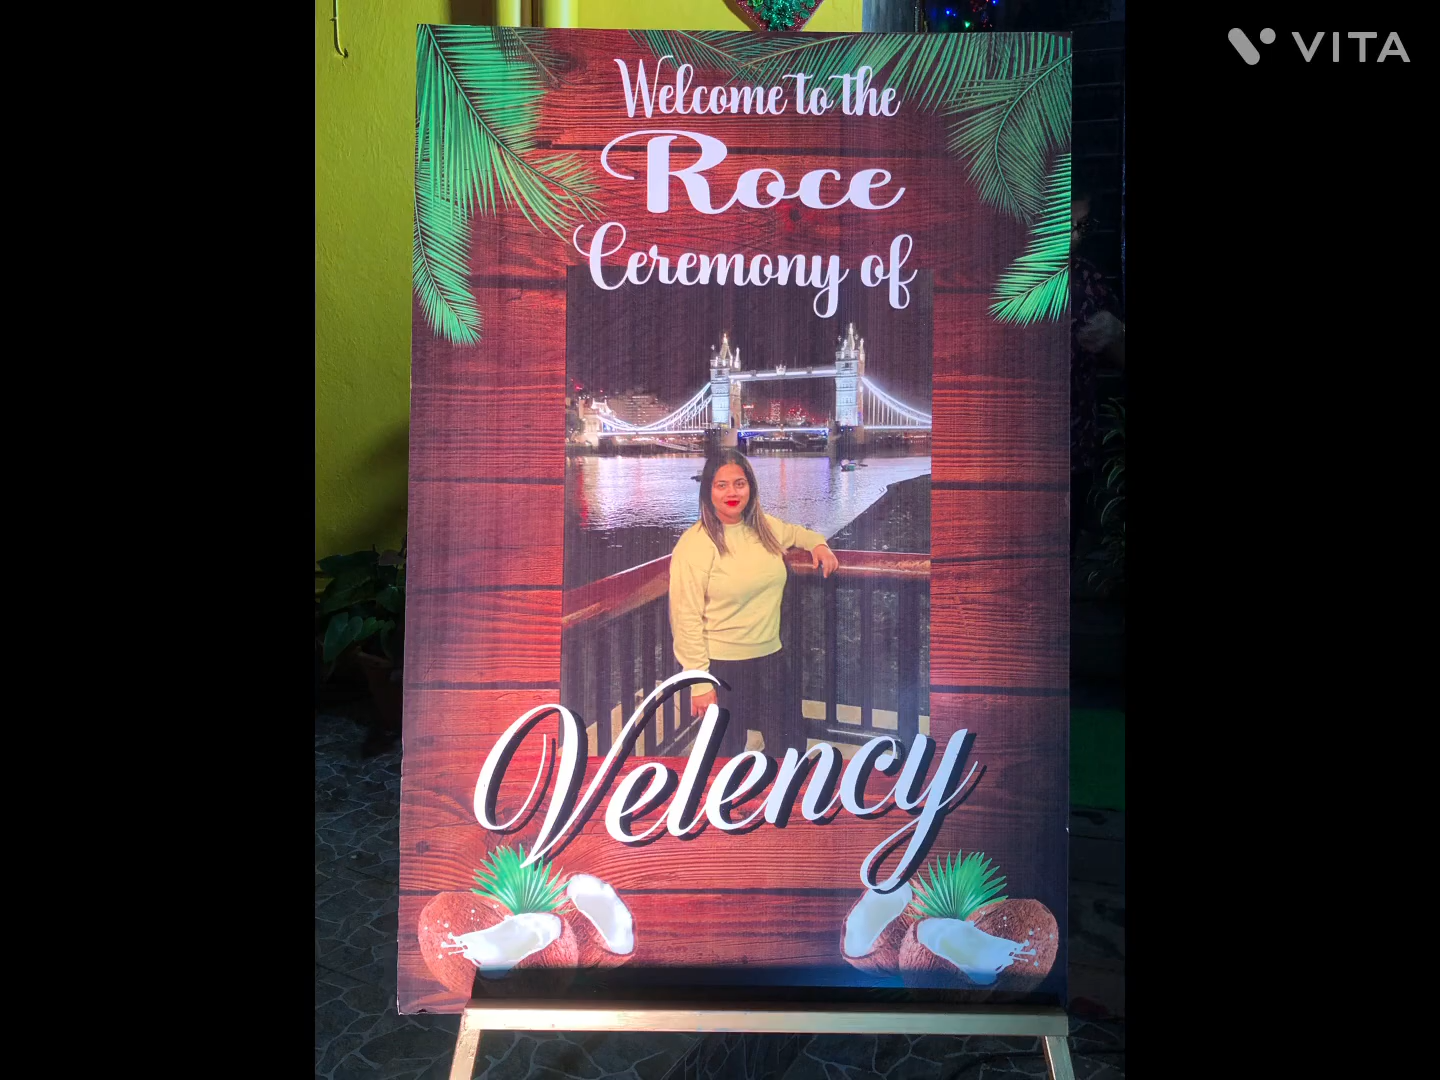 VITA
Welcome to the
Roce
Ceremony of
Velency